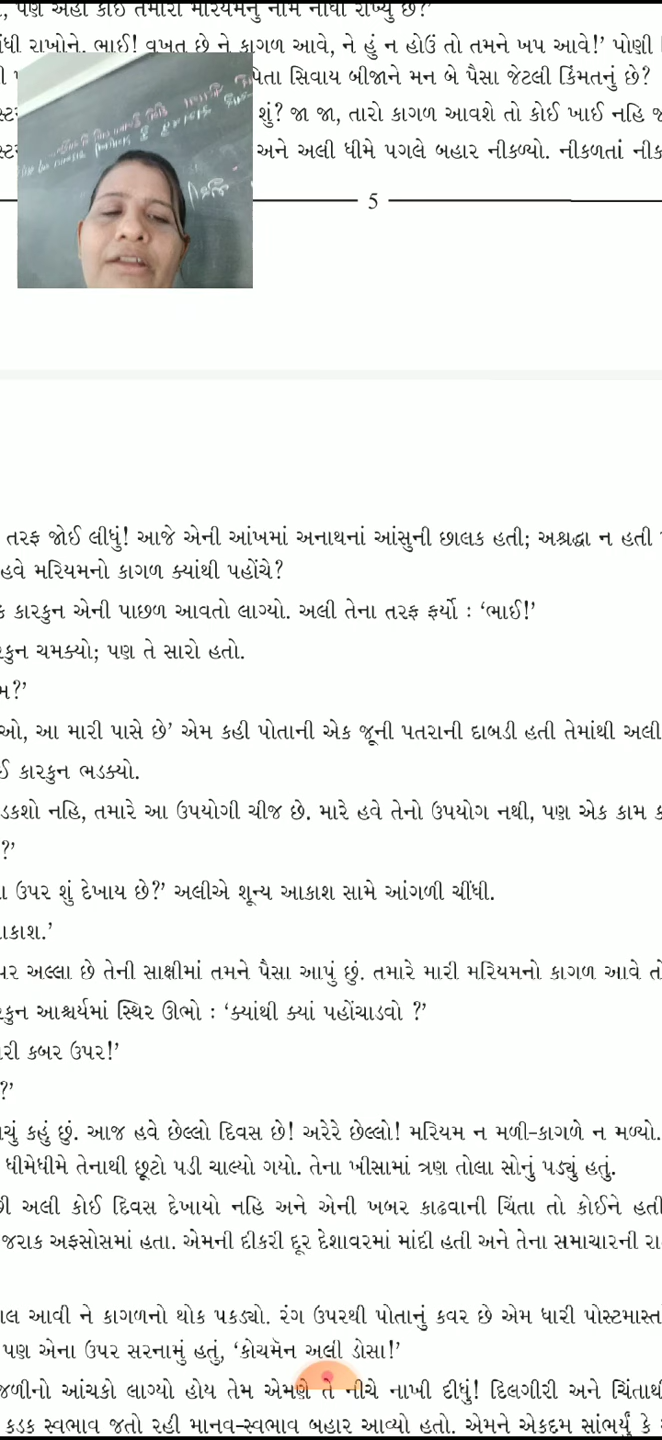 , પણ અહીં કોઈ તમારી મરિયમનું નામ નોંધી રાખ્યું છે?’
ંધી રાખોને, ભાઈ! વખત છે ને કાગળ આવે, ને હું ન હોઉં તો તમને ખપ આવે!’ પોણી
પિતા સિવાય બીજાને મન બે પૈસા જેટલી કિંમતનું છે?
શું? જા જા, તારો કાગળ આવશે તો કોઈ ખાઈ નહિ
અને અલી ધીમે પગલે બહાર નીકળ્યો. નીકળતાં નીક
5
તરફ જોઈ લીધું! આજે એની આંખમાં અનાથનાં આંસુની છાલક હતી; અશ્રદ્ધા ન હતી
હવે મરિયમનો કાગળ ક્યાંથી પહોંચે?
ક કારકુન એની પાછળ આવતો લાગ્યો. અલી તેના તરફ ફર્યો : ‘ભાઈ!’
રકુન ચમક્યો; પણ તે સારો હતો.
મ?’
ઓ, આ મારી પાસે છે’ એમ કહી પોતાની એક જૂની પતરાની દાબડી હતી તેમાંથી અલી
ઈ કારકુન ભડક્યો.
ડકશો નહિ, તમારે આ ઉપયોગી ચીજ છે. મારે હવે તેનો ઉપયોગ નથી, પણ એક કામ ક
?’
ા ઉપર શું દેખાય છે?’ અલીએ શૂન્ય આકાશ સામે આંગળી ચીંધી.
ાકાશ.’
પર અલ્લા છે તેની સાક્ષીમાં તમને પૈસા આપું છું. તમારે મારી મરિયમનો કાગળ આવે તો
રકુન આશ્ચર્યમાં સ્થિર ઊભો : ‘ક્યાંથી ક્યાં પહોંચાડવો ?’
ારી કબર ઉપર!’
?’
ાચું કહું છું. આજ હવે છેલ્લો દિવસ છે! અરેરે છેલ્લો! મરિયમ ન મળી-કાગળે ન મળ્યો.
ધીમેધીમે તેનાથી છૂટો પડી ચાલ્યો ગયો. તેના ખીસામાં ત્રણ તોલા સોનું પડ્યું હતું.
છી અલી કોઈ દિવસ દેખાયો નહિ અને એની ખબર કાઢવાની ચિંતા તો કોઈને હતી
જરાક અફસોસમાં હતા. એમની દીકરી દૂર દેશાવરમાં માંદી હતી અને તેના સમાચારની રા
ાલ આવી ને કાગળનો થોક પકડ્યો. રંગ ઉપરથી પોતાનું કવર છે એમ ધારી પોસ્ટમાસ્ત
પણ એના ઉપર સરનામું હતું, ‘કોચમૅન અલી ડોસા!’
જળીનો આંચકો લાગ્યો હોય તેમ એમણે તે નીચે નાખી દીધું! દિલગીરી અને ચિંતાથી
કડક સ્વભાવ જતો રહી માનવ-સ્વભાવ બહાર આવ્યો હતો. એમને એકદમ સાંભર્યું કે